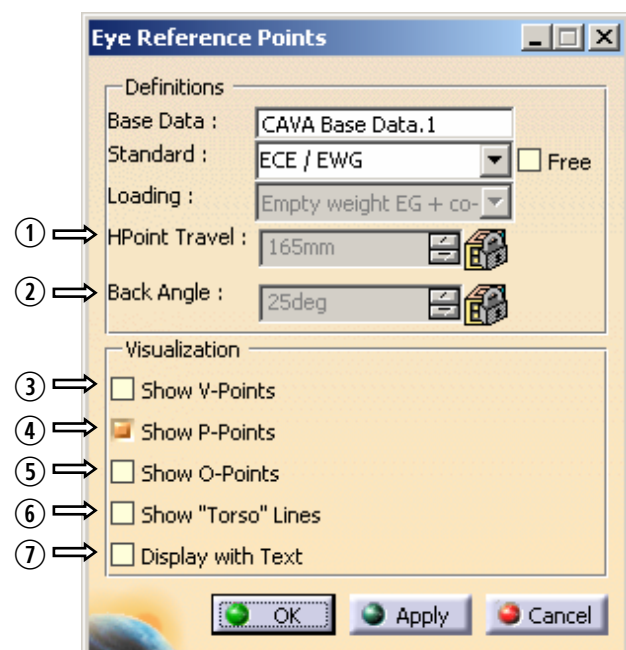 Eye Reference Points
Definitions
Base Data : CAVA Base Data.1
Standard : ECE / EWG Free
Loading : Empty weight EG + co-
① HPoint Travel : 165mm
② Back Angle : 25deg
Visualization
③ Show V-Points
④ Show P-Points
⑤ Show O-Points
⑥ Show "Torso" Lines
⑦ Display with Text
OK Apply Cancel